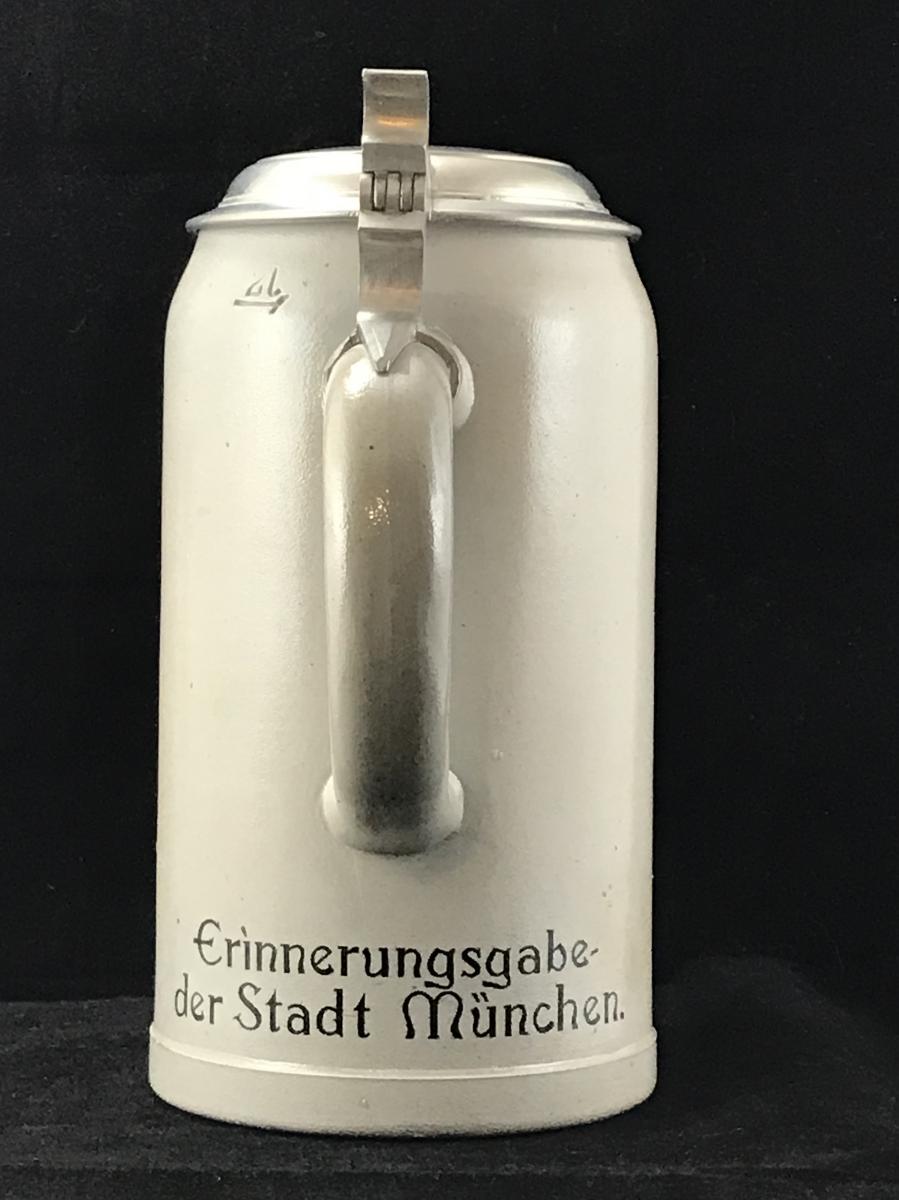 Erinnerungsgabe-
der Stadt München.